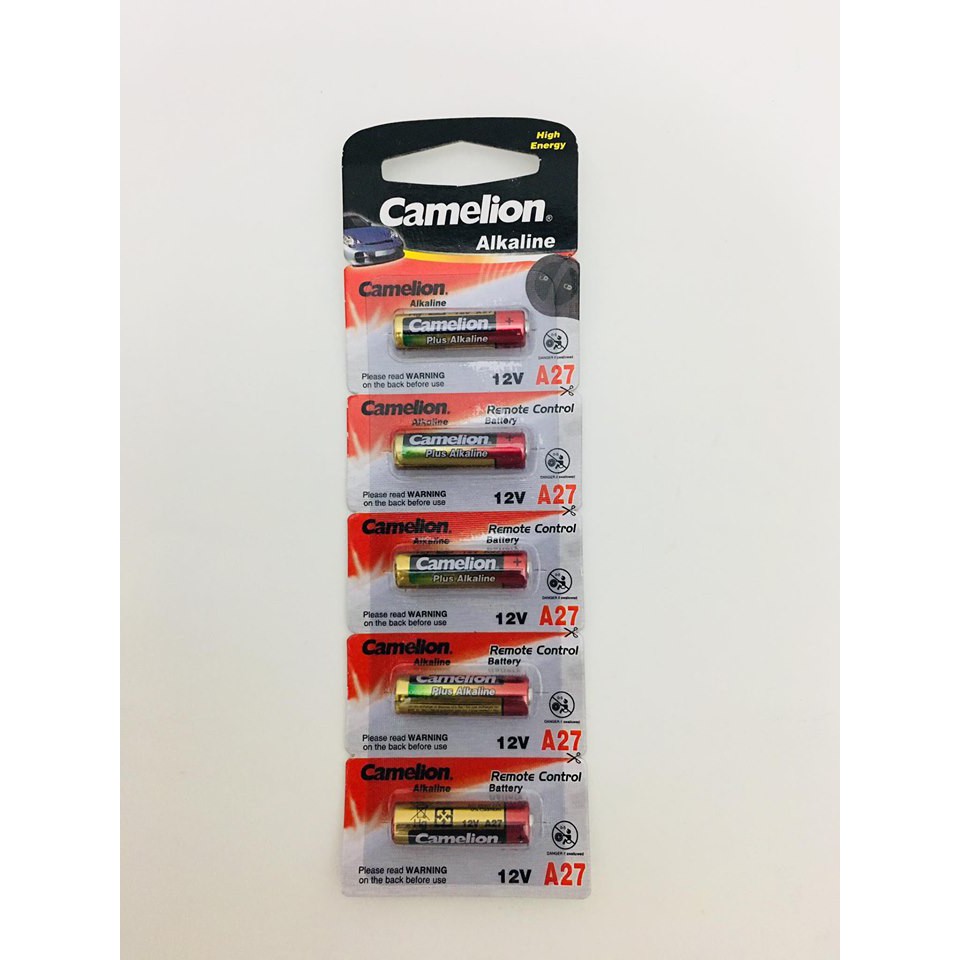 High
Energy
Camelion®
Alkaline
Camelion®
Alkaline
Camelion
Plus Alkaline
+
Please read WARNING
on the back before use
12V A27
Camelion.
Alkaline
Remote Control
Battery
Camelion
Plus Alkaline
Please read WARNING
on the back before use
12V A27
Camelion.
Alkaline
Remote Control
Battery
Camelion
+
Plus Alkaline
Please read WARNING
on the back before use
12V A27
Camelion.
Alkaline
Remote Control
Battery
Camelion
Plus Alkaline
Please read WARNING
on the back before use
12V A27
Camelion.
Alkaline
Remote Control
Battery
12V A27
Camelion
Please read WARNING
on the back before use
12V A27